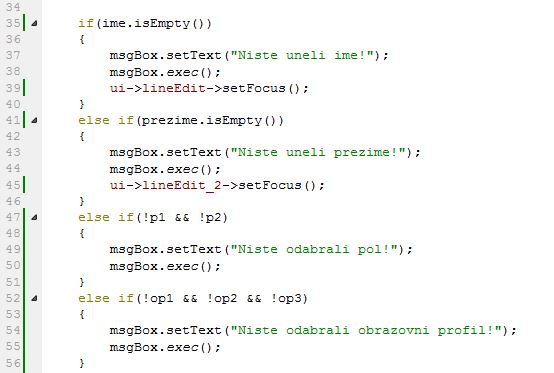 34
35 if(ime.isEmpty())
36 {
37 msgBox.setText("Niste uneli ime!");
38 msgBox.exec();
39 ui->lineEdit->setFocus();
40 }
41 else if(prezime.isEmpty())
42 {
43 msgBox.setText("Niste uneli prezime!");
44 msgBox.exec();
45 ui->lineEdit_2->setFocus();
46 }
47 else if(!p1 && !p2)
48 {
49 msgBox.setText("Niste odabrali pol!");
50 msgBox.exec();
51 }
52 else if(!op1 && !op2 && !op3)
53 {
54 msgBox.setText("Niste odabrali obrazovni profil!");
55 msgBox.exec();
56 }